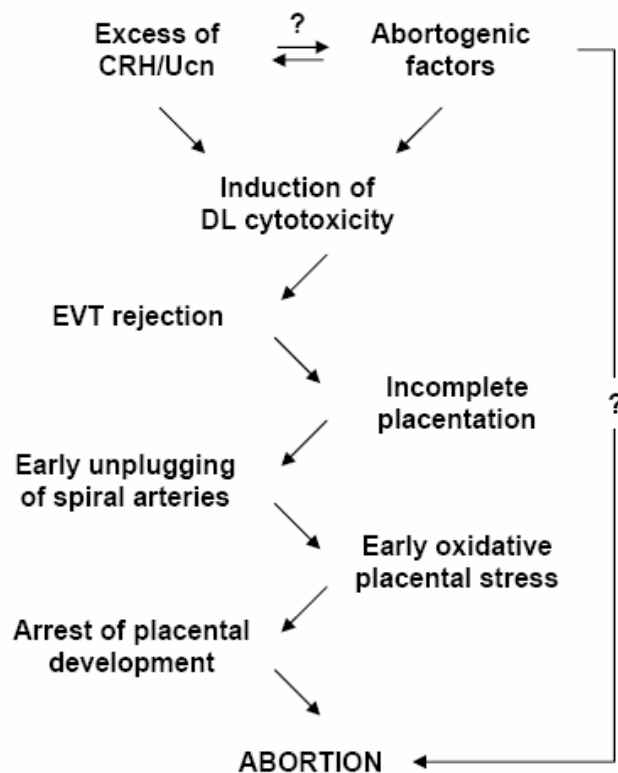 ?
Excess of
CRH/Ucn
Abortogenic
factors
Induction of
DL cytotoxicity
EVT rejection
Incomplete
placentation
?
Early unplugging
of spiral arteries
Early oxidative
placental stress
Arrest of placental
development
ABORTION